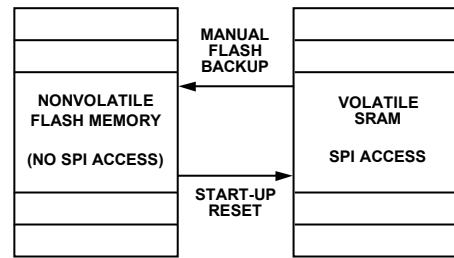 NONVOLATILE
FLASH MEMORY
(NO SPI ACCESS)
MANUAL
FLASH
BACKUP
START-UP
RESET
VOLATILE
SRAM
SPI ACCESS